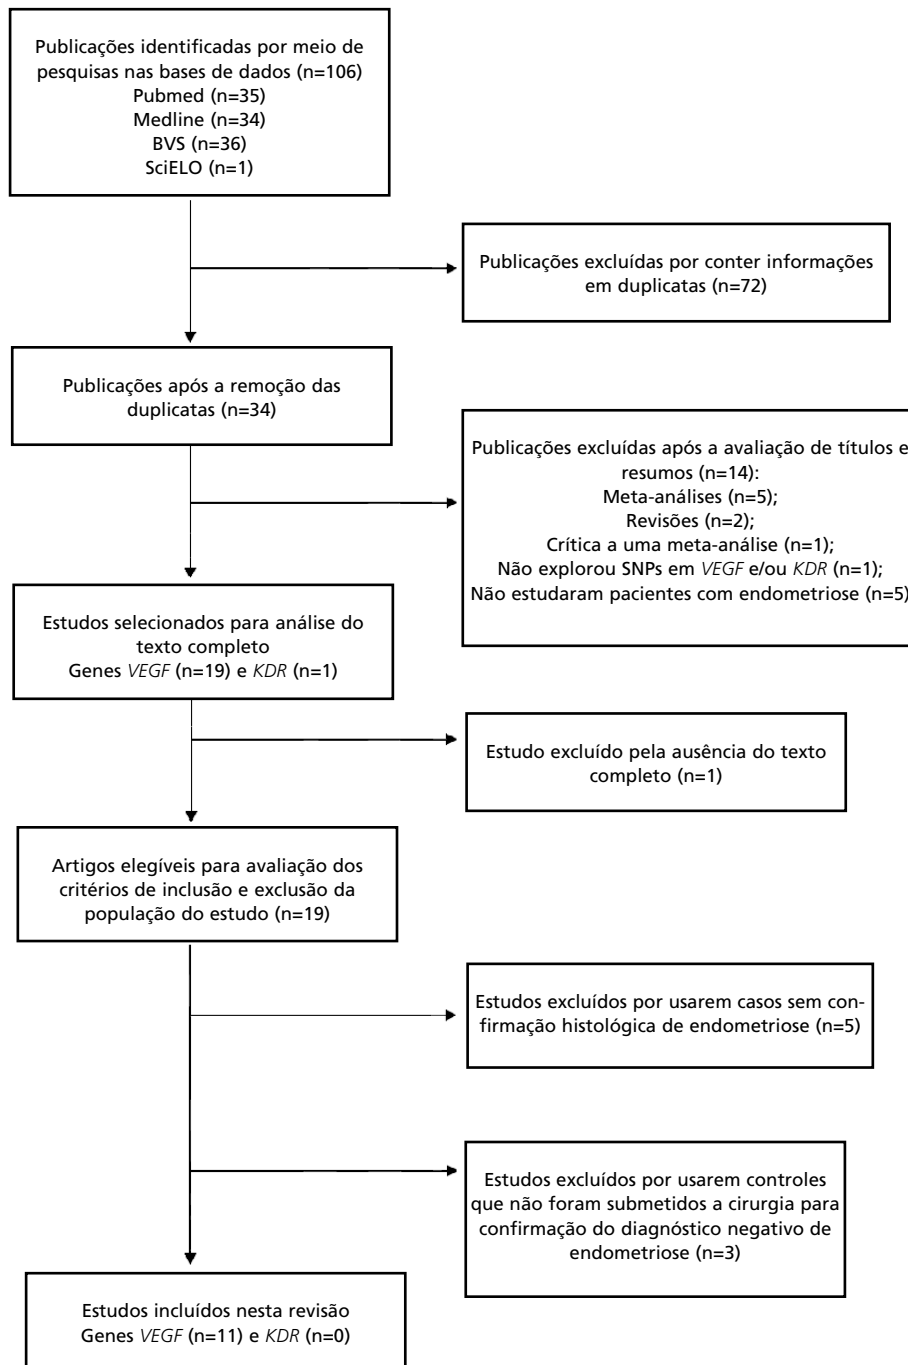 Publicações identificadas por meio de
pesquisas nas bases de dados (n=106)
Pubmed (n=35)
Medline (n=34)
BVS (n=36)
SciELO (n=1)
Publicações excluídas por conter informações
em duplicatas (n=72)
Publicações após a remoção das
duplicatas (n=34)
Publicações excluídas após a avaliação de títulos e
resumos (n=14):
Meta-análises (n=5);
Revisões (n=2);
Crítica a uma meta-análise (n=1);
Não explorou SNPs em VEGF e/ou KDR (n=1);
Não estudaram pacientes com endometriose (n=5)
Estudos selecionados para análise do
texto completo
Genes VEGF (n=19) e KDR (n=1)
Estudo excluído pela ausência do texto
completo (n=1)
Artigos elegíveis para avaliação dos
critérios de inclusão e exclusão da
população do estudo (n=19)
Estudos excluídos por usarem casos sem con-
firmação histológica de endometriose (n=5)
Estudos excluídos por usarem controles
que não foram submetidos a cirurgia para
confirmação do diagnóstico negativo de
endometriose (n=3)
Estudos incluídos nesta revisão
Genes VEGF (n=11) e KDR (n=0)